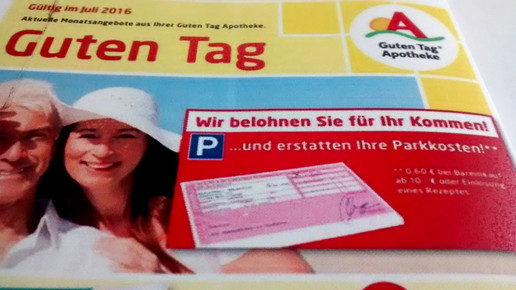 Gültig im Juli 2016
Aktuelle Monatsangebote aus Ihrer Guten Tag Apotheke.
Guten Tag
Guten Tag
Apotheke
Wir belohnen Sie für Ihr Kommen!
P ...und erstatten Ihre Parkkosten!**
** 0,60 € bei Bareinkauf
ab 10.- € oder Einlösung
eines Rezeptes